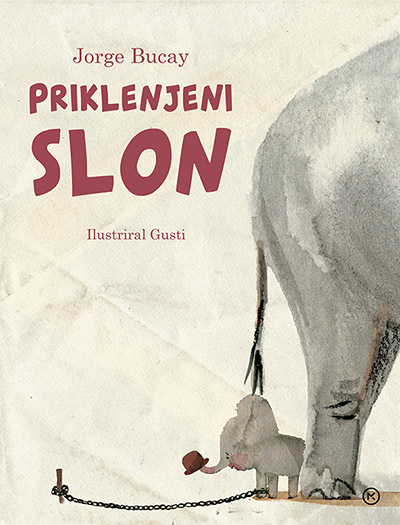 Jorge Bucay
PRIKLENJENI
SLON
Ilustriral Gusti